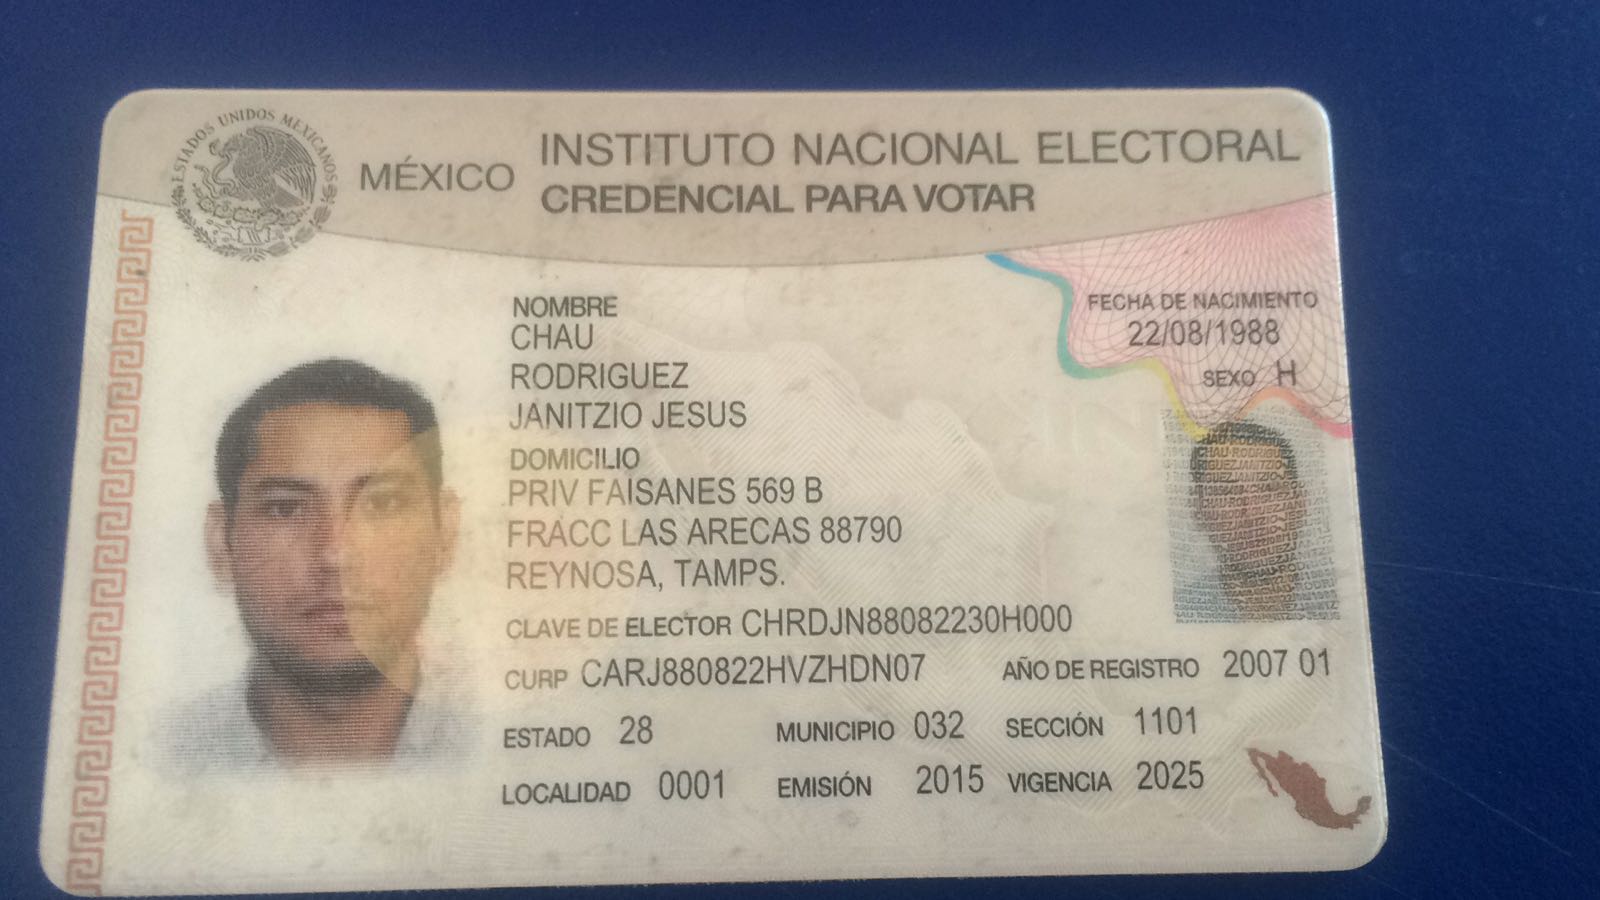 ESTADOS UNIDOS MEXICANOS
MÉXICO
INSTITUTO NACIONAL ELECTORAL
CREDENCIAL PARA VOTAR
NOMBRE
CHAU
RODRIGUEZ
JANITZIO JESUS
FECHA DE NACIMIENTO
22/08/1988
SEXO H
DOMICILIO
PRIV FAISANES 569 B
FRACC LAS ARECAS 88790
REYNOSA, TAMPS.
CLAVE DE ELECTOR CHRDJN88082230H000
CURP CARJ880822HVZHDN07 AÑO DE REGISTRO 2007 01
ESTADO 28 MUNICIPIO 032 SECCIÓN 1101
LOCALIDAD 0001 EMISIÓN 2015 VIGENCIA 2025